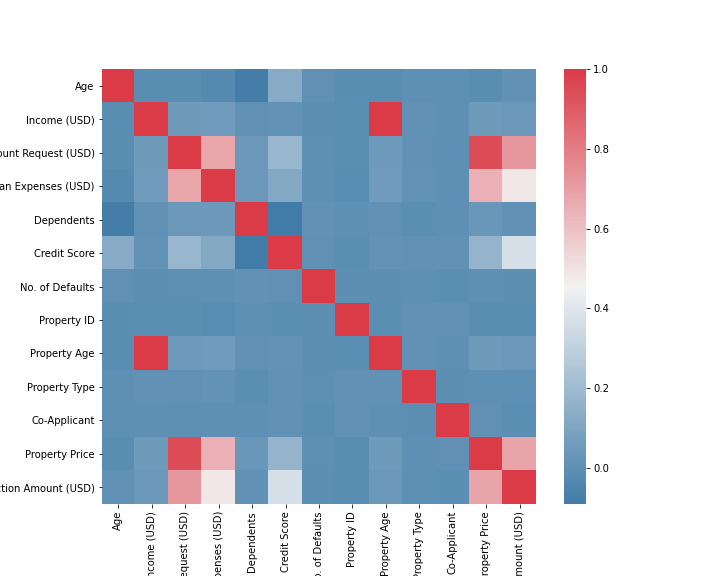 Age
Income (USD)
ount Request (USD)
an Expenses (USD)
Dependents
Credit Score
No. of Defaults
Property ID
Property Age
Property Type
Co-Applicant
Property Price
ction Amount (USD)
Age
ncome (USD)
equest (USD)
penses (USD)
Dependents
Credit Score
. of Defaults
Property ID
Property Age
roperty Type
Co-Applicant
roperty Price
mount (USD)
1.0
0.8
0.6
0.4
0.2
0.0